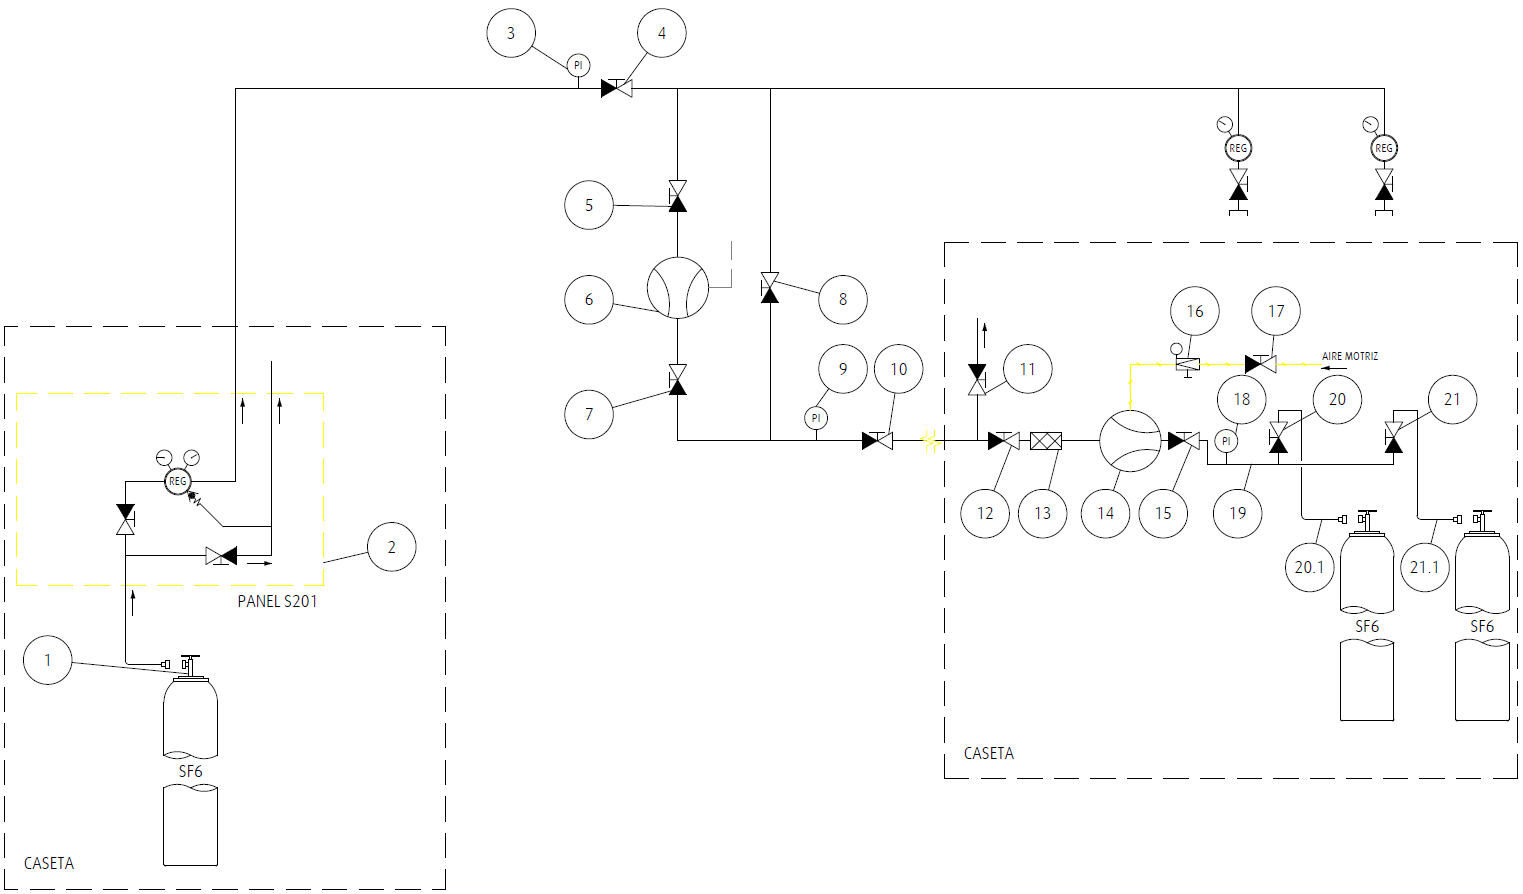 3
4
PI
REG
REG
5
6
8
16
17
AIRE MOTRIZ
9
10
11
18
20
21
7
PI
PI
REG
12
13
14
15
19
2
20.1
21.1
PANEL S201
SF6
SF6
1
CASETA
SF6
CASETA